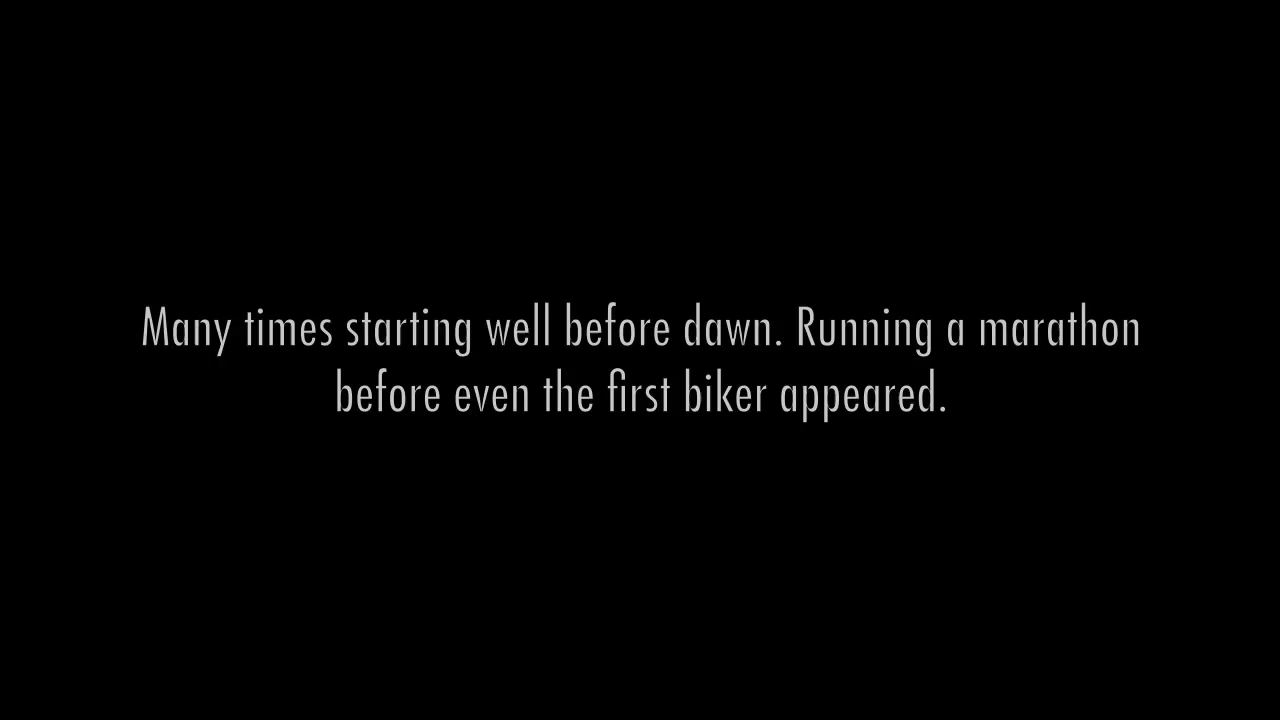 Many times starting well before dawn. Running a marathon
before even the first biker appeared.